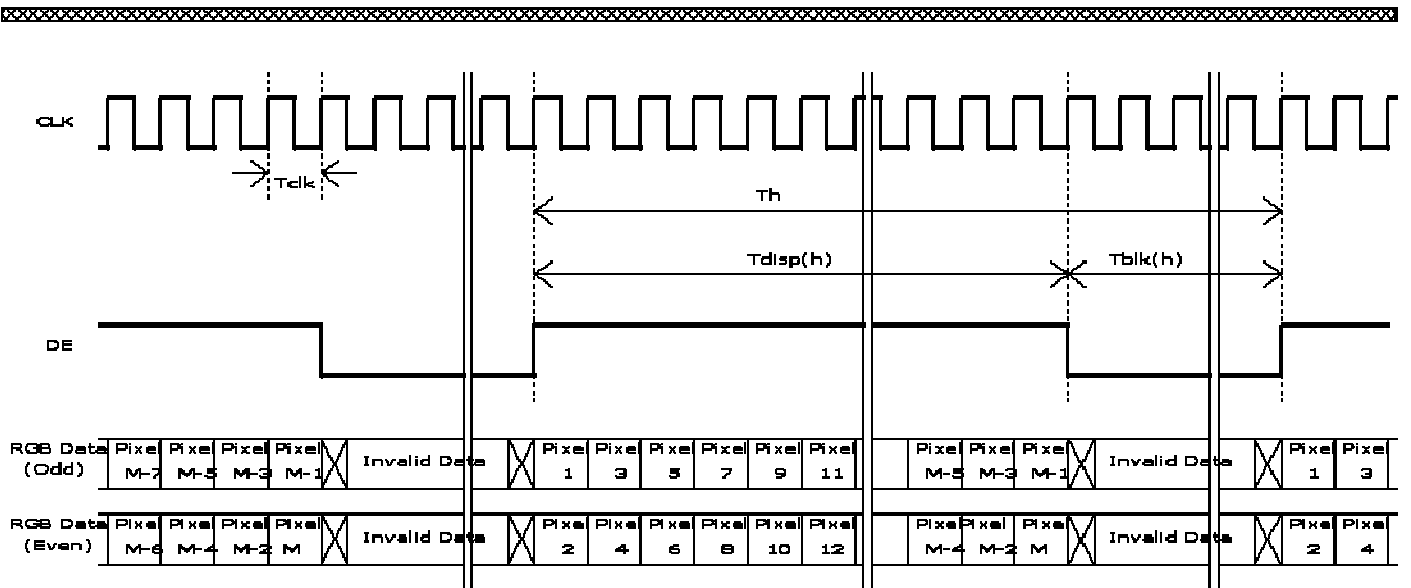 CLK
Tclk
Th
Tdisp(h) Tblk(h)
DE
RGB Data Pixel Pixel Pixel Pixel Invalid Data Pixel Pixel Pixel Pixel Pixel Pixel Pixel Pixel Pixel Invalid Data Pixel Pixel
(Odd) M-7 M-5 M-3 M-1 1 3 5 7 9 11 M-5 M-3 M-1 1 3
RGB Data Pixel Pixel Pixel Pixel Invalid Data Pixel Pixel Pixel Pixel Pixel Pixel Pixel Pixel Pixel Invalid Data Pixel Pixel
(Even) M-6 M-4 M-2 M 2 4 6 8 10 12 M-4 M-2 M 2 4